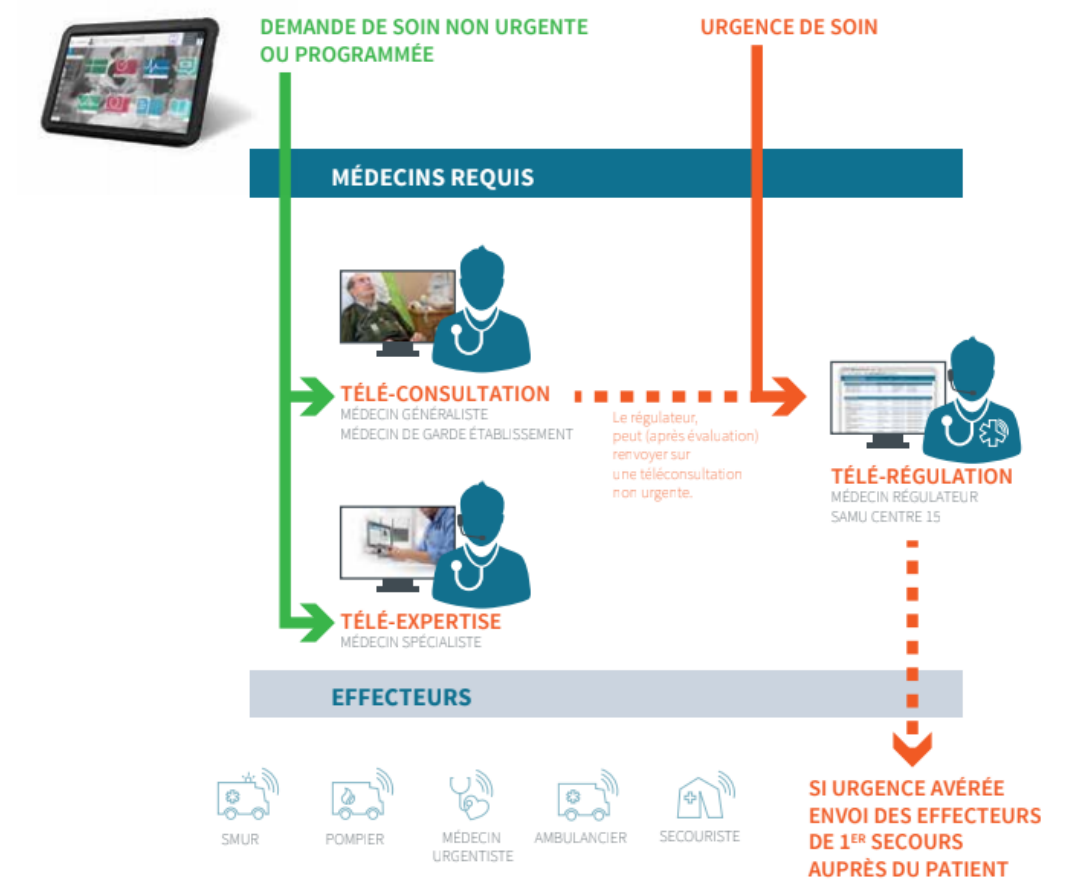 DEMANDE DE SOIN NON URGENTE
OU PROGRAMMÉE
URGENCE DE SOIN
MÉDECINS REQUIS
TÉLÉ-CONSULTATION
MÉDECIN GÉNÉRALISTE
MÉDECIN DE GARDE ÉTABLISSEMENT
Le régulateur,
peut (après évaluation)
renvoyer sur
une téléconsultation
non urgente.
TÉLÉ-RÉGULATION
MÉDECIN RÉGULATEUR
SAMU CENTRE 15
TÉLÉ-EXPERTISE
MÉDECIN SPÉCIALISTE
EFFECTEURS
SMUR
POMPIER
MÉDECIN
URGENTISTE
AMBULANCIER
SECOURISTE
SI URGENCE AVÉRÉE
ENVOI DES EFFECTEURS
DE 1ER SECOURS
AUPRÈS DU PATIENT